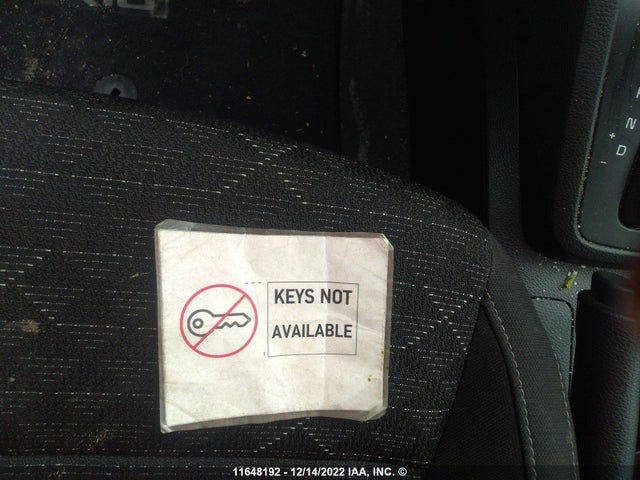 N
+ D
-
KEYS NOT
AVAILABLE
11648192 - 12/14/2022 IAA, INC. ©